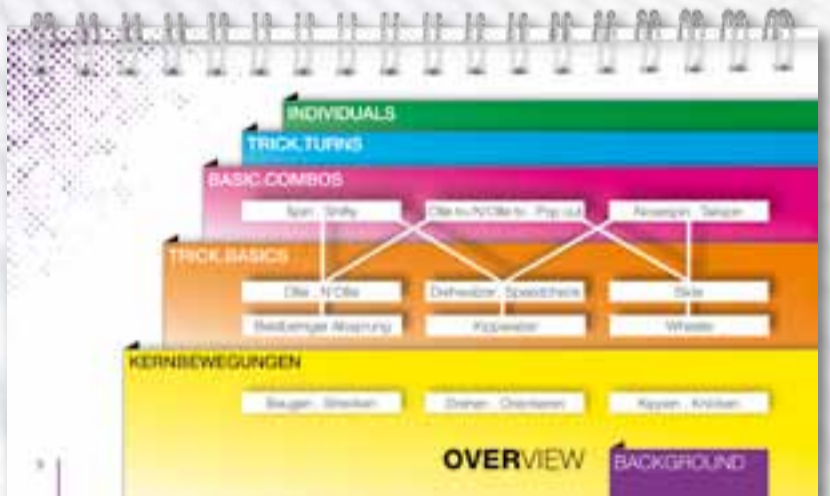 INDIVIDUALS
TRICK.TURNS
BASIC.COMBOS
Spin . Shifty
Ollie to-/N'Ollie to- . Pop out
Nosespin . Tailspin
TRICK.BASICS
Ollie . N'Ollie
Drehwalzer . Speedcheck
Slide
Beidbeiniger Absprung
Kippwalzer
Wheelie
KERNBEWEGUNGEN
Beugen . Strecken
Drehen . Orientieren
Kippen . Knicken
OVERVIEW
BACKGROUND